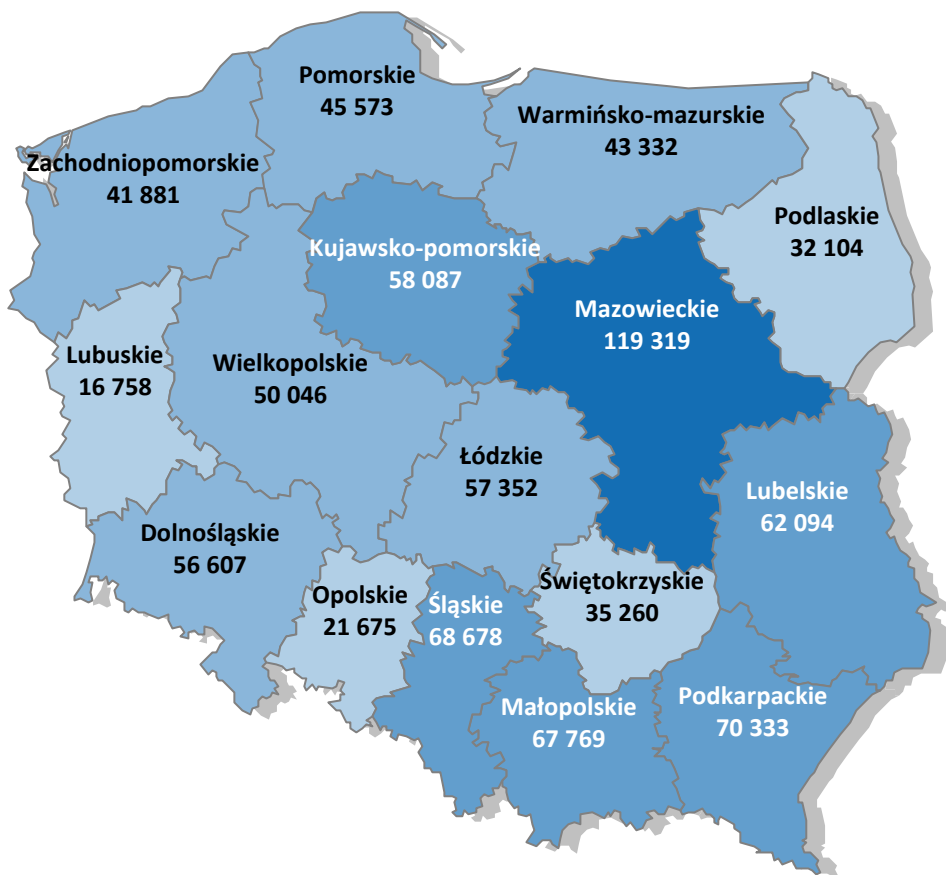 Pomorskie
45 573
Warmińsko-mazurskie
43 332
Zachodniopomorskie
41 881
Podlaskie
32 104
Kujawsko-pomorskie
58 087
Mazowieckie
119 319
Lubuskie
16 758
Wielkopolskie
50 046
Łódzkie
57 352
Lubelskie
62 094
Dolnośląskie
56 607
Opolskie
21 675
Śląskie
68 678
Świętokrzyskie
35 260
Małopolskie
67 769
Podkarpackie
70 333